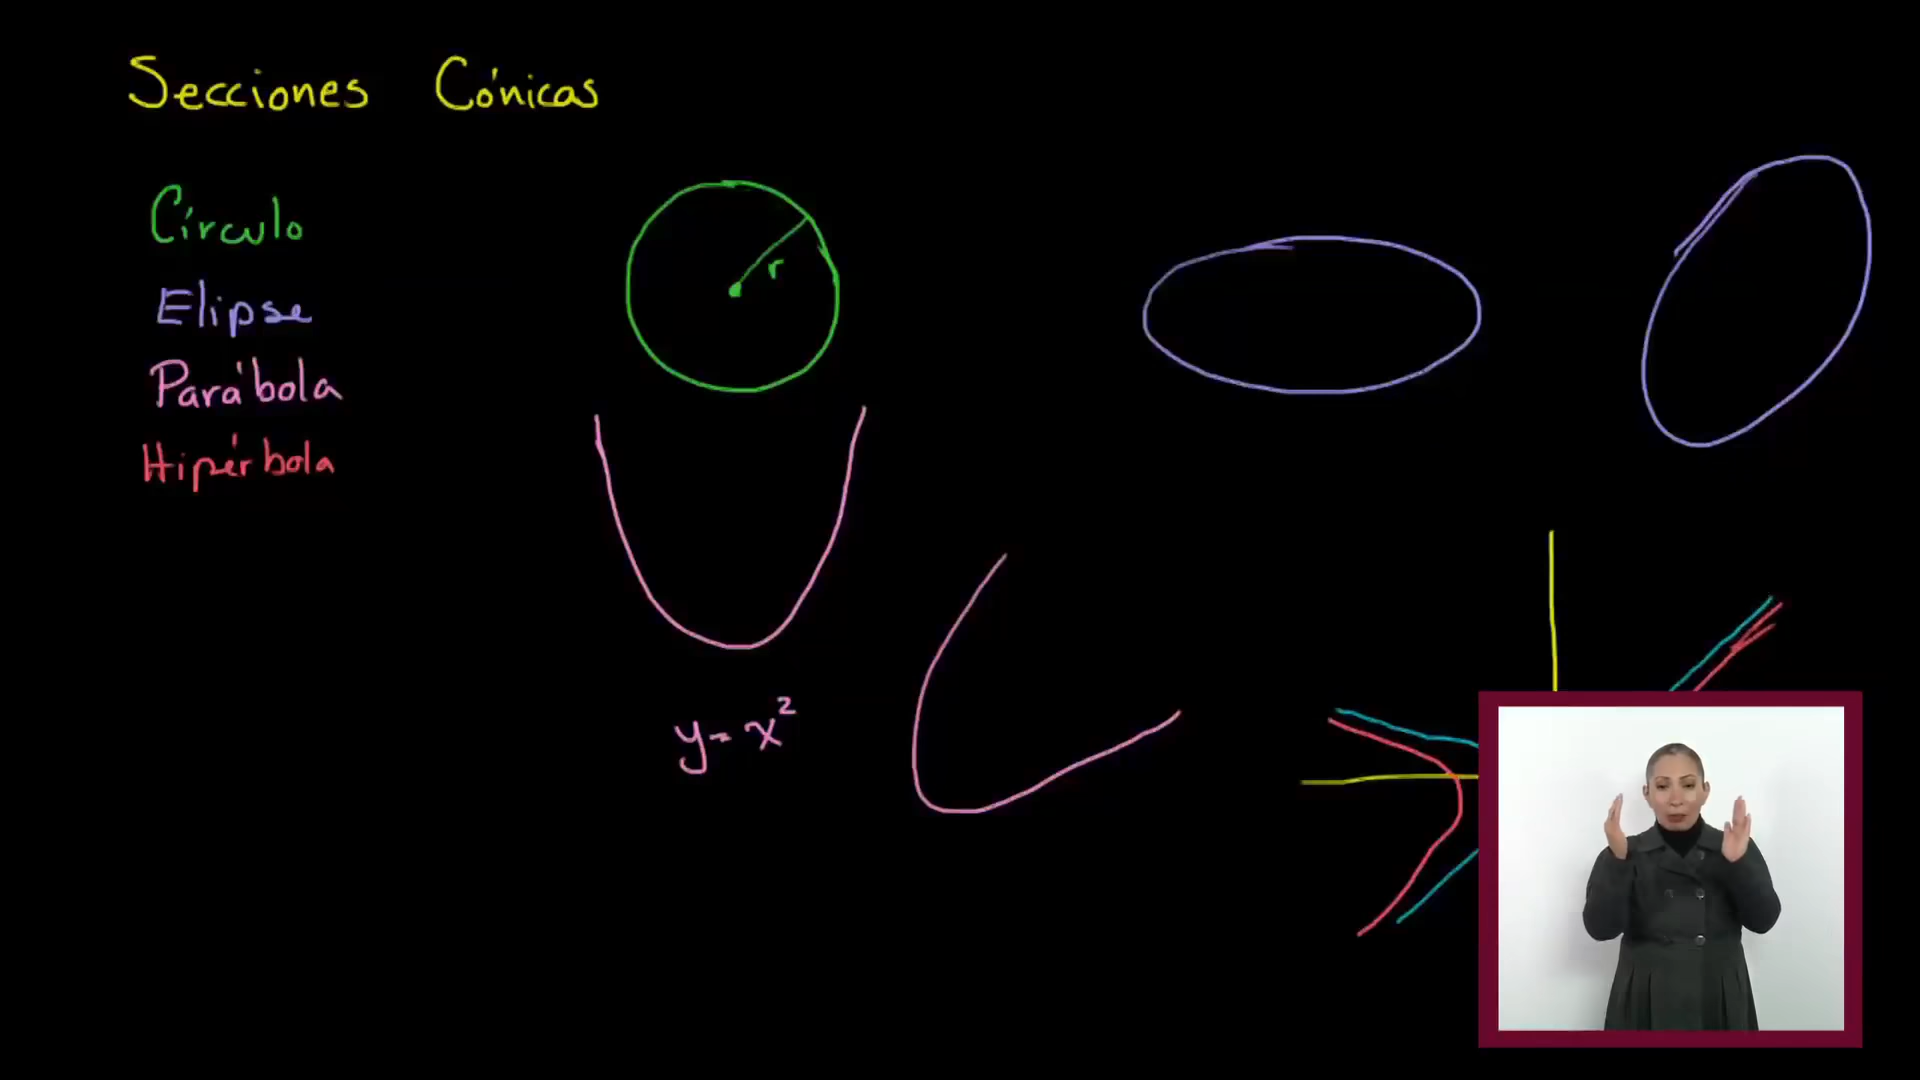 Secciones Cónicas
Círculo
Elipse
Parábola
Hipérbola
r
y = x²